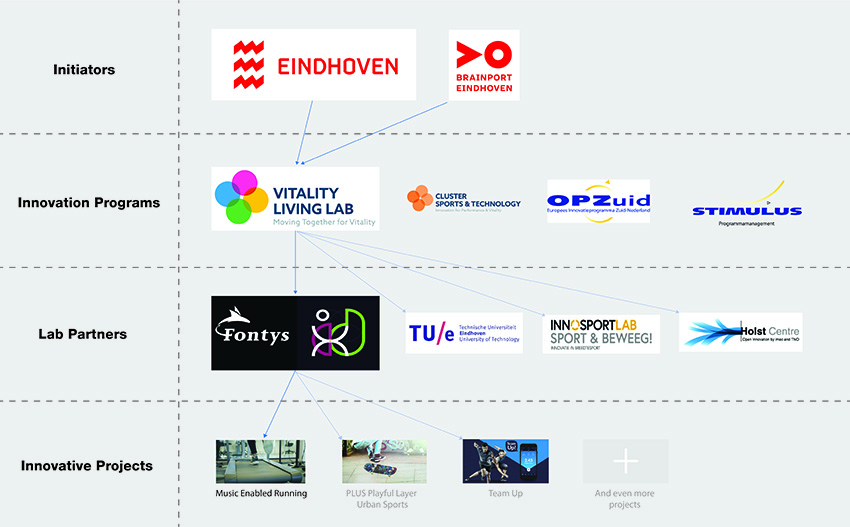 Initiators
EINDHOVEN
BRAINPORT
EINDHOVEN
Innovation Programs
VITALITY
LIVING LAB
Moving Together for Vitality
CLUSTER
SPORTS & TECHNOLOGY
Innovation for Performance & Vitality
OPZuid
Europees Innovatieprogramma Zuid-Nederland
STIMULUS
Programmamanagement
Lab Partners
Fontys
TU/e
Technische Universiteit
Eindhoven
University of Technology
INNOSPORTLAB
SPORT & BEWEEG!
INNOVATIE IN BREEDTESPORT
Holst Centre
Open Innovation by imec and TNO
Innovative Projects
Team
Up!
Music Enabled Running
PLUS Playful Layer
Urban Sports
Team Up
And even more
projects